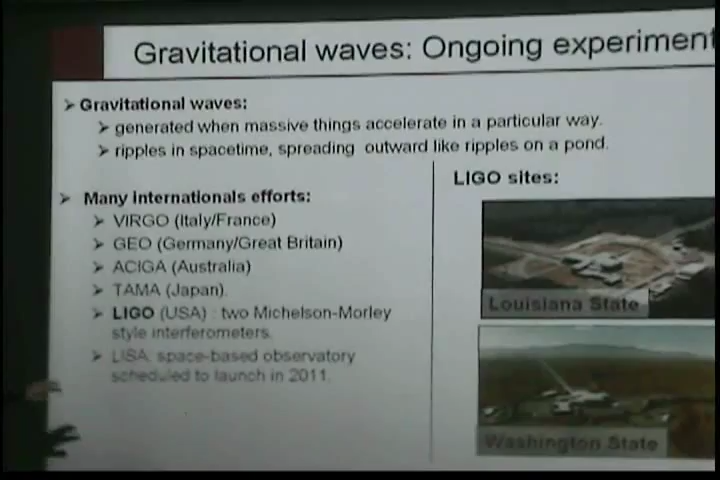 Gravitational waves: Ongoing experiment
Gravitational waves:
generated when massive things accelerate in a particular way.
ripples in spacetime, spreading outward like ripples on a pond.
Many internationals efforts:
VIRGO (Italy/France)
GEO (Germany/Great Britain)
ACIGA (Australia)
TAMA (Japan).
LIGO (USA) : two Michelson-Morley
style interferometers.
LISA: space-based observatory
scheduled to launch in 2011.
LIGO sites:
Louisiana State
Washington State